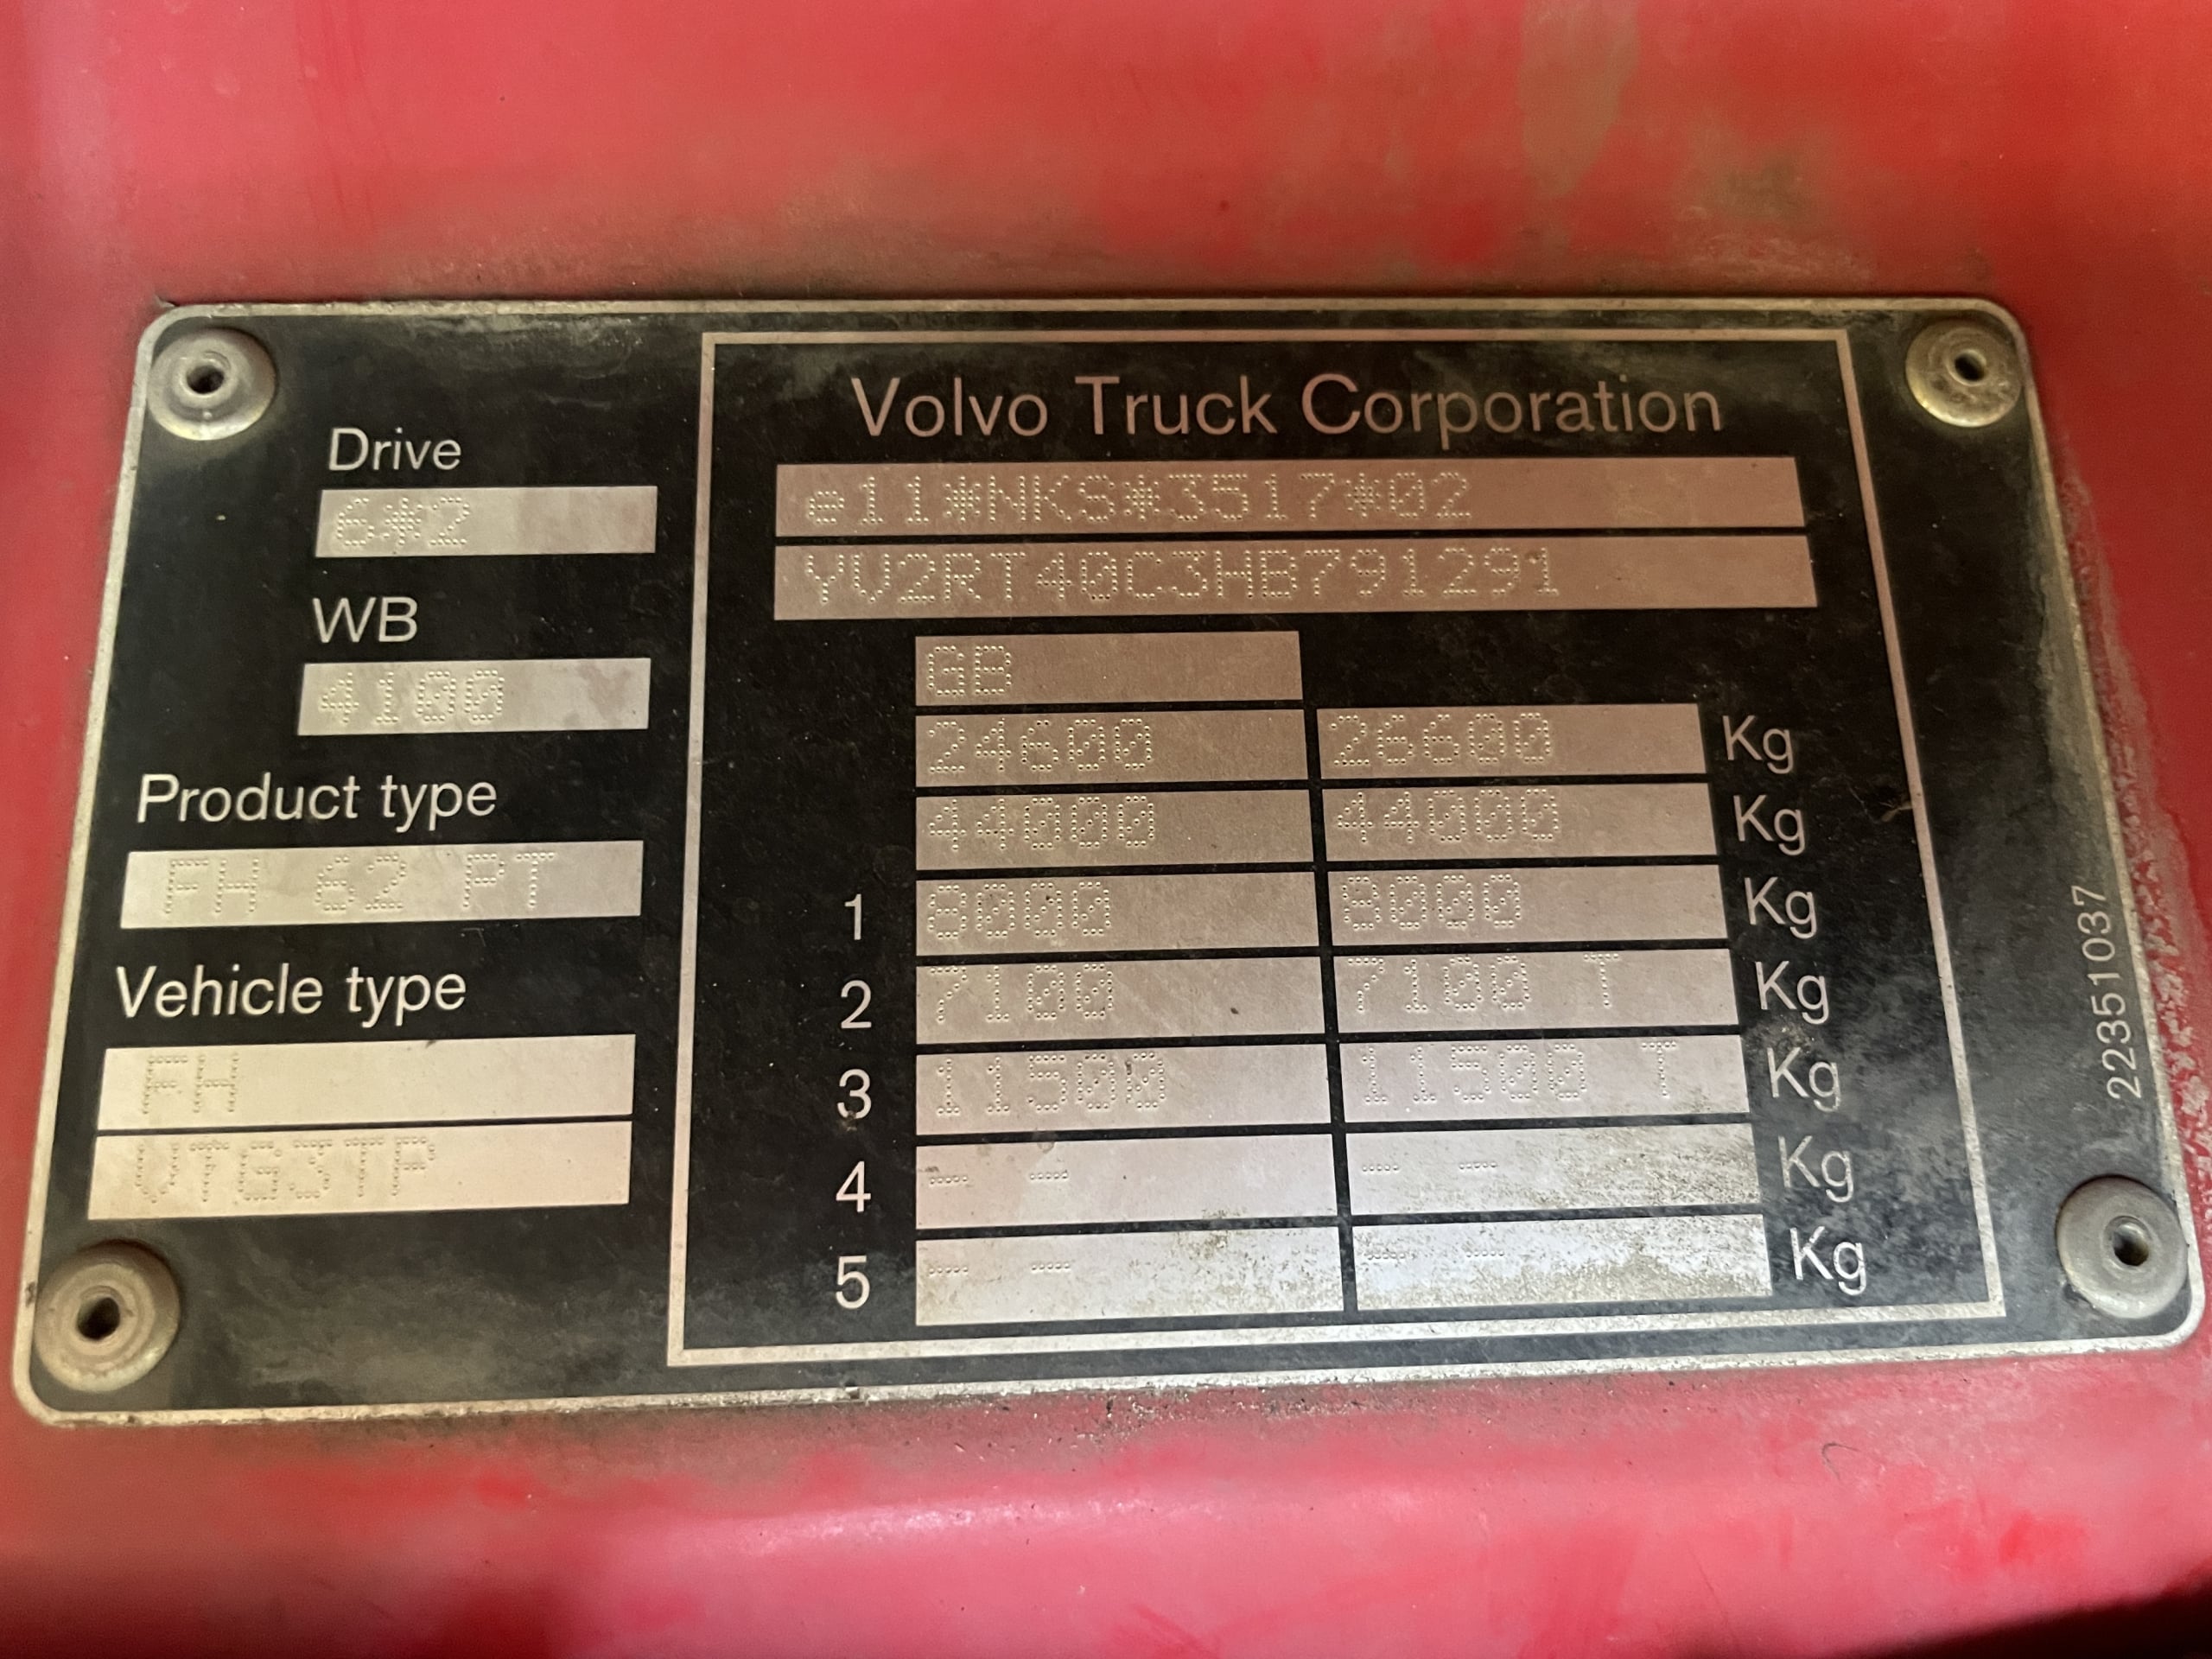 Drive
6*2
WB
4100
Product type
FH 62 PT
Vehicle type
FH
VTG3TP
Volvo Truck Corporation
e11*NKS*3517*02
YV2RT40C3HB791291
GB
24600 26600 Kg
44000 44000 Kg
1 8000 8000 Kg
2 7100 7100 T Kg
3 11500 11500 T Kg
4 - - - - Kg
5 - - - - Kg
22351037